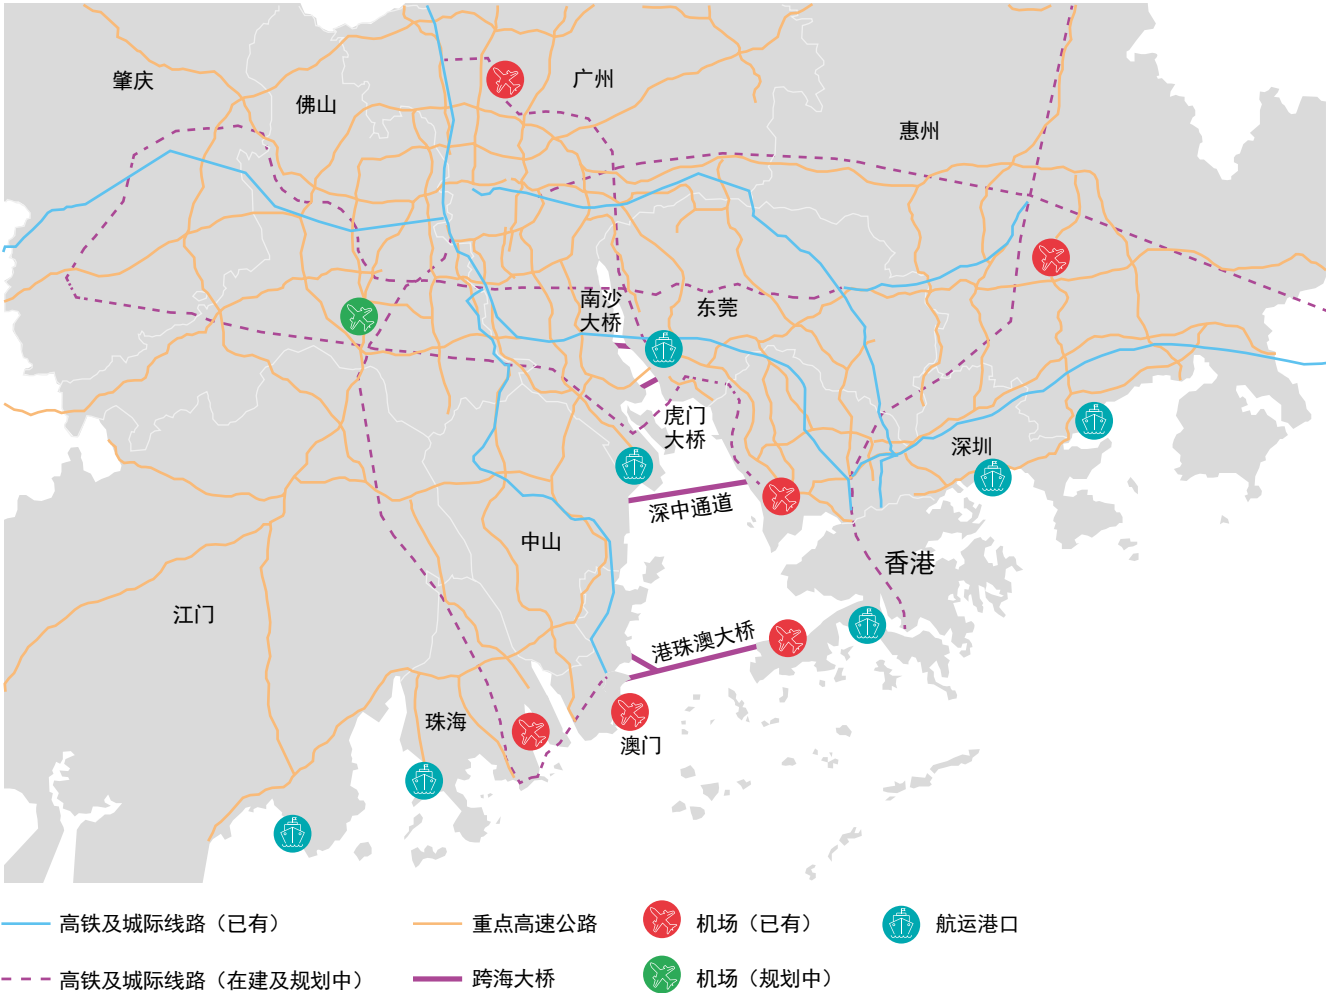 肇庆
佛山
广州
惠州
南沙
大桥
东莞
虎门
大桥
深圳
深中通道
中山
香港
江门
港珠澳大桥
珠海
澳门
高铁及城际线路（已有）
重点高速公路
机场（已有）
航运港口
高铁及城际线路（在建及规划中）
跨海大桥
机场（规划中）